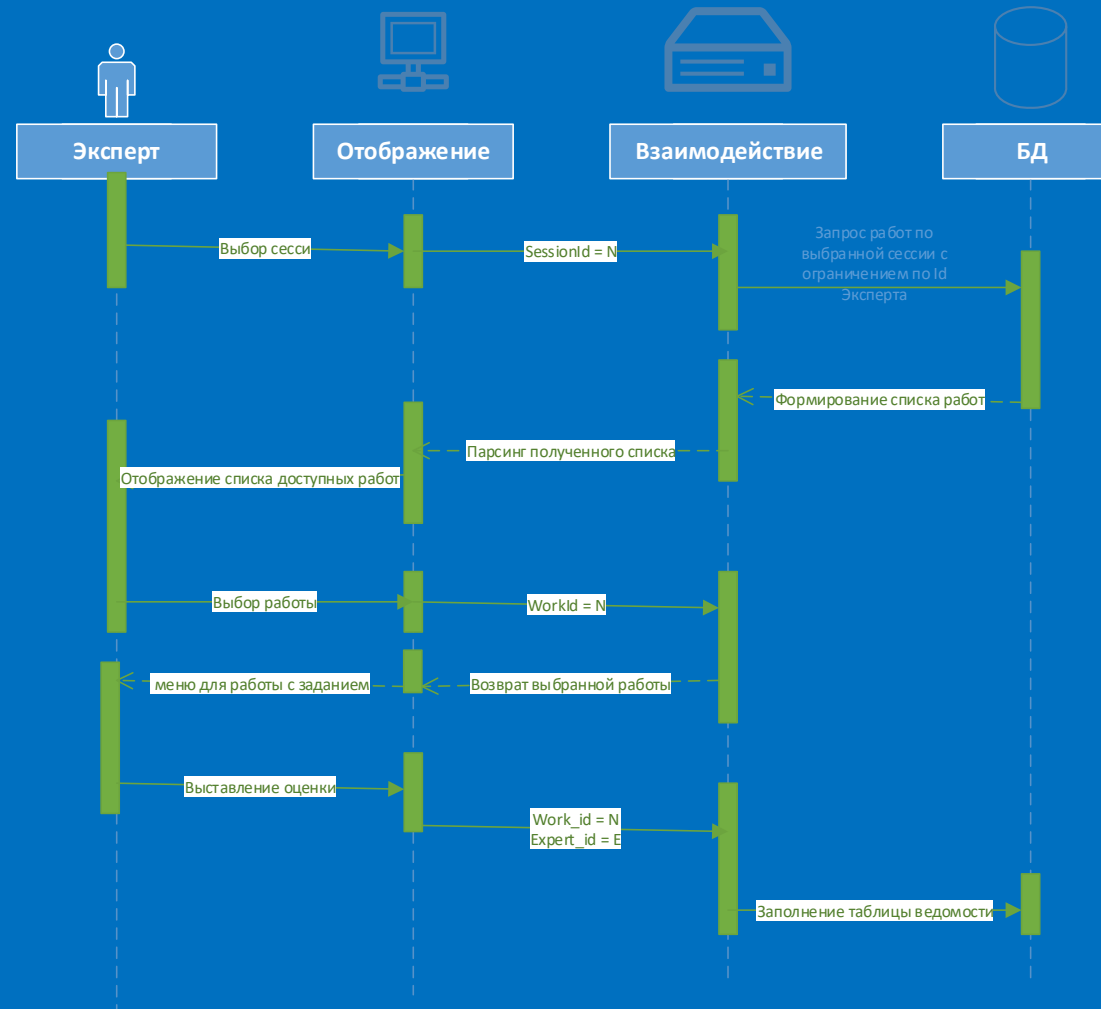 Эксперт
Отображение
Взаимодействие
БД
Выбор сесси
SessionId = N
Запрос работ по
выбранной сессии с
ограничением по Id
Эксперта
Формирование списка работ
Парсинг полученного списка
Отображение списка доступных работ
Выбор работы
WorkId = N
меню для работы с заданием
Возврат выбранной работы
Выставление оценки
Work_id = N
Expert_id = E
Заполнение таблицы ведомости